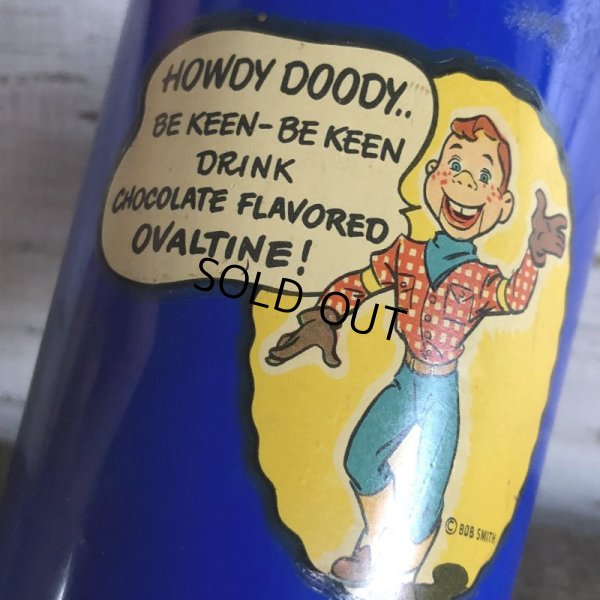 HOWDY DOODY..
BE KEEN-BE KEEN
DRINK
CHOCOLATE FLAVORED
OVALTINE!
SOLD OUT
© BOB SMITH